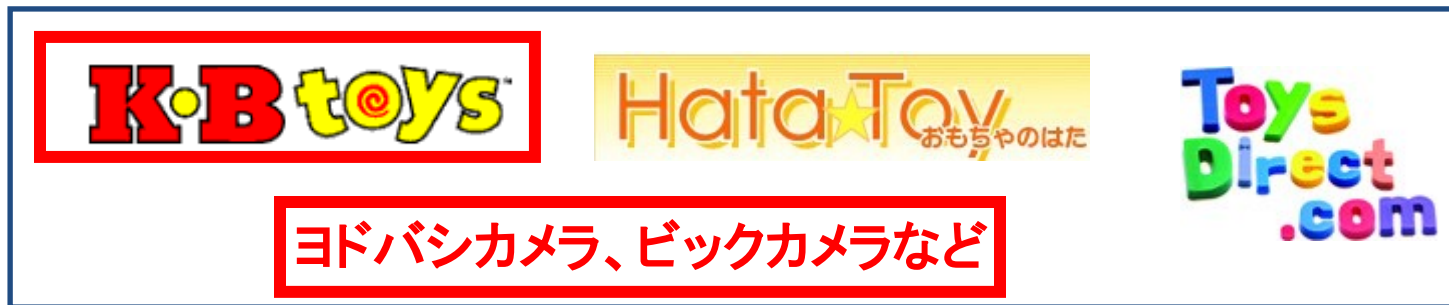 K·B toys™
Hata☆Toy
おもちゃのはた
Toys
Direct
.com
ヨドバシカメラ、ビックカメラなど